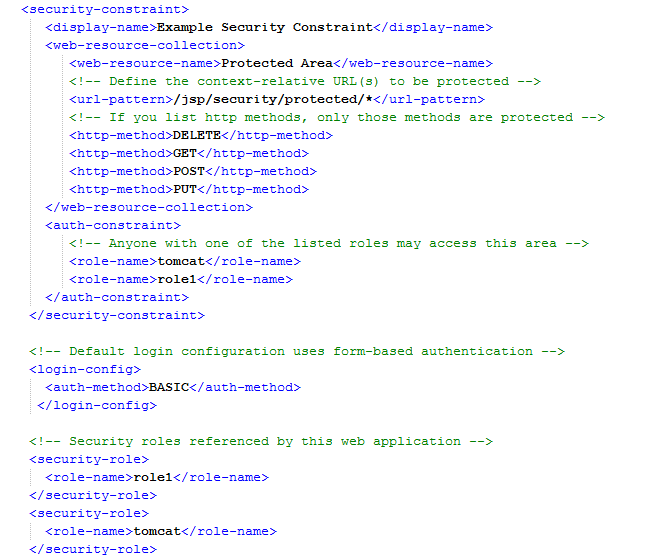 <security-constraint>
<display-name>Example Security Constraint</display-name>
<web-resource-collection>
<web-resource-name>Protected Area</web-resource-name>
<!-- Define the context-relative URL(s) to be protected -->
<url-pattern>/jsp/security/protected/*</url-pattern>
<!-- If you list http methods, only those methods are protected -->
<http-method>DELETE</http-method>
<http-method>GET</http-method>
<http-method>POST</http-method>
<http-method>PUT</http-method>
</web-resource-collection>
<auth-constraint>
<!-- Anyone with one of the listed roles may access this area -->
<role-name>tomcat</role-name>
<role-name>role1</role-name>
</auth-constraint>
</security-constraint>
<!-- Default login configuration uses form-based authentication -->
<login-config>
<auth-method>BASIC</auth-method>
</login-config>
<!-- Security roles referenced by this web application -->
<security-role>
<role-name>role1</role-name>
</security-role>
<security-role>
<role-name>tomcat</role-name>
</security-role>